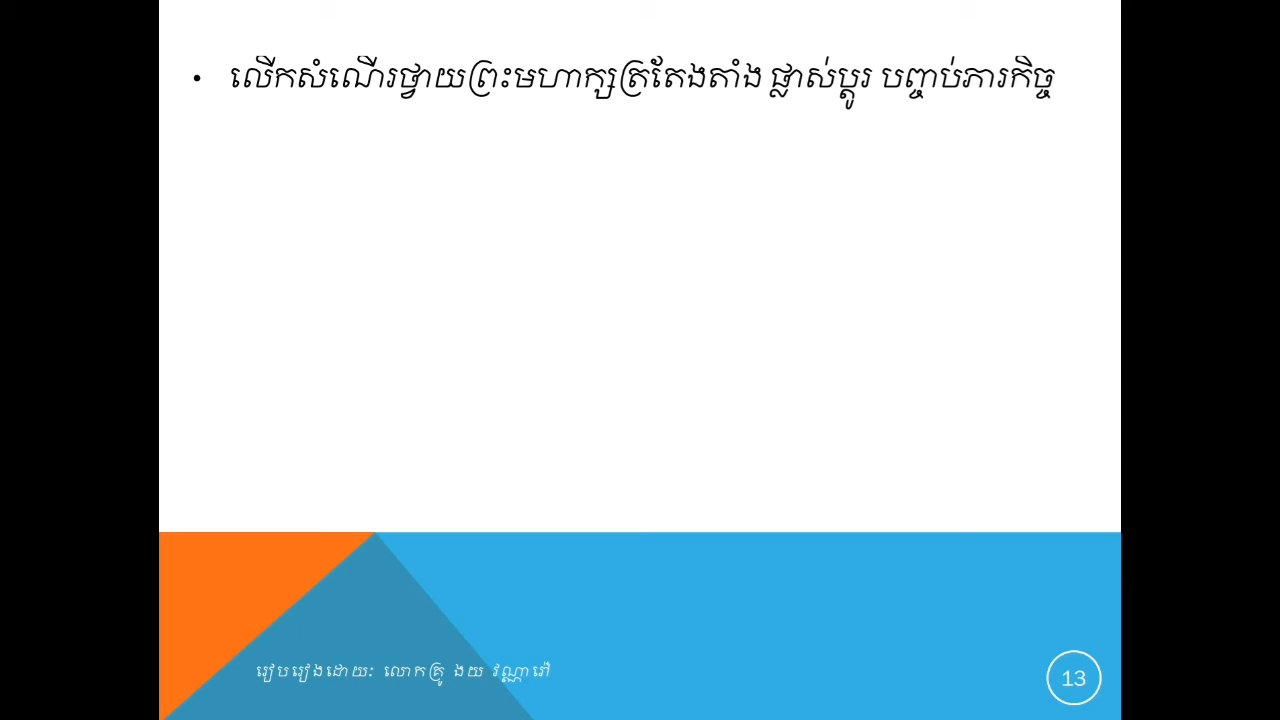 • លើកសំណើរថ្វាយព្រះមហាក្សត្រតែងតាំង ផ្លាស់ប្តូរ បញ្ចប់ភារកិច្ច
រៀបរៀងដោយៈ លោកគ្រូ ងយ វណ្ណារ៉ៅ
13